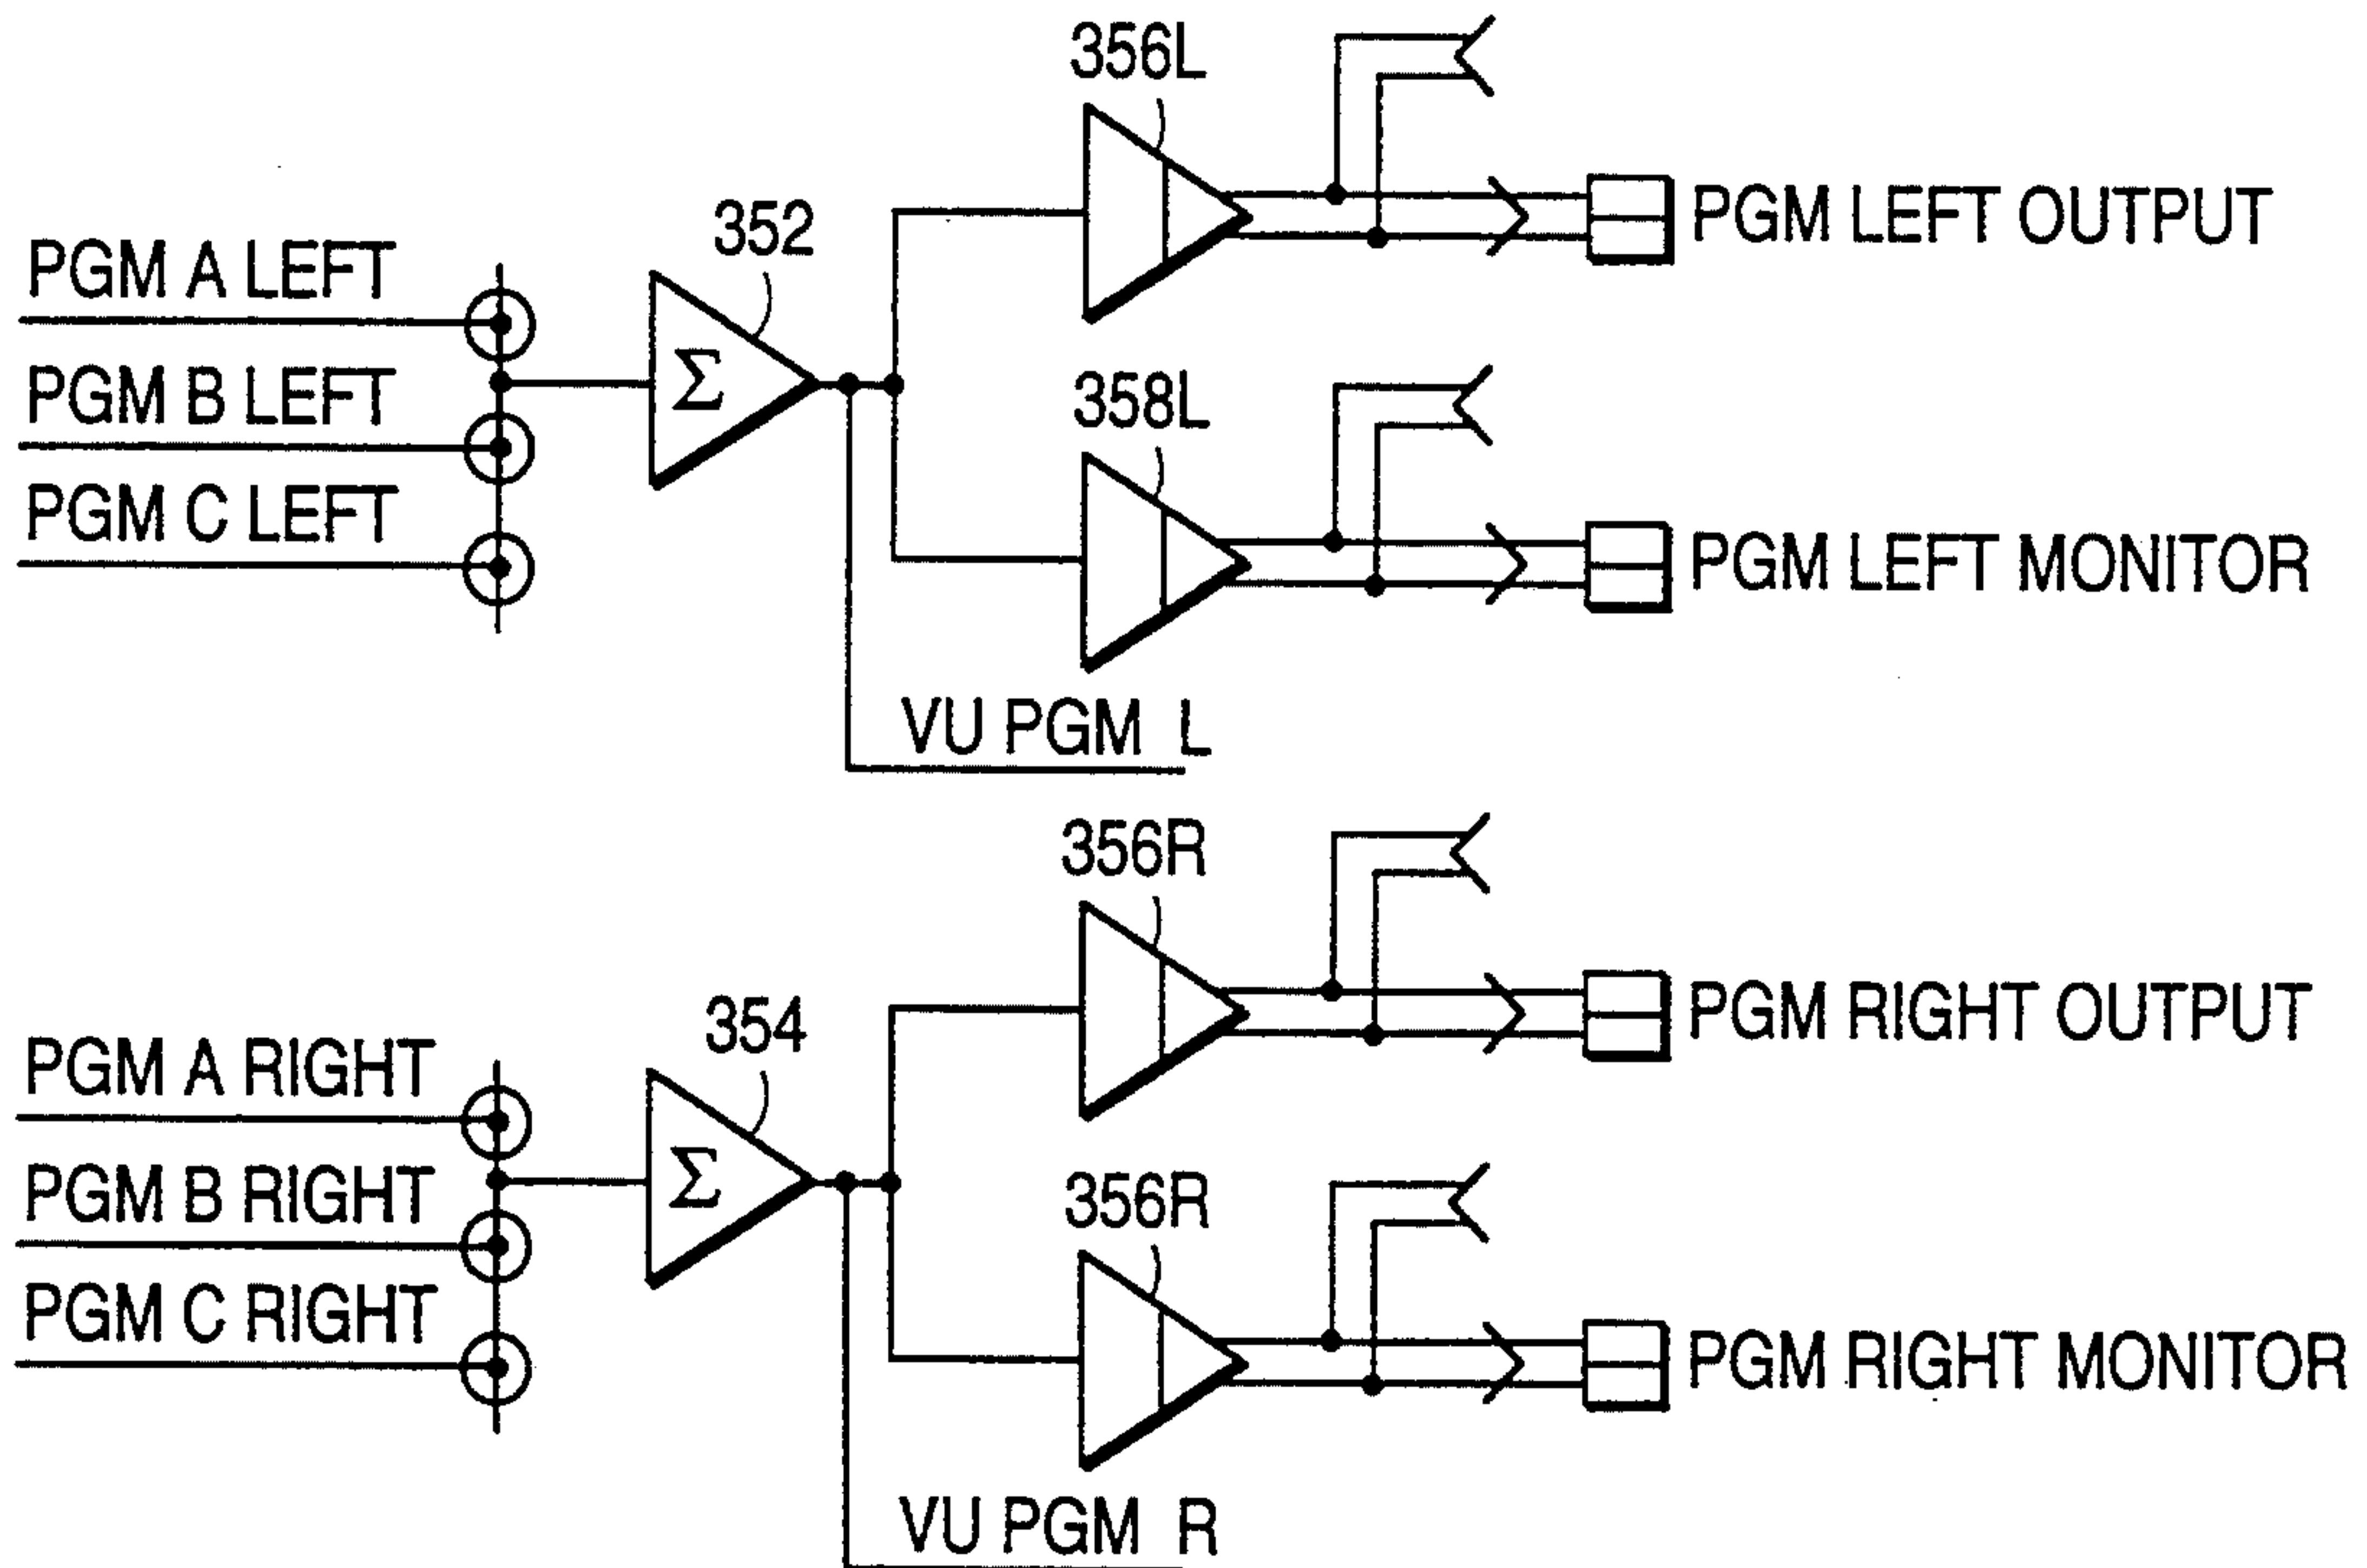 356L
PGM LEFT OUTPUT
352
PGM A LEFT
PGM B LEFT
PGM C LEFT
Σ
358L
PGM LEFT MONITOR
VU PGM L
356R
PGM RIGHT OUTPUT
354
PGM A RIGHT
PGM B RIGHT
PGM C RIGHT
Σ
356R
PGM RIGHT MONITOR
VU PGM R